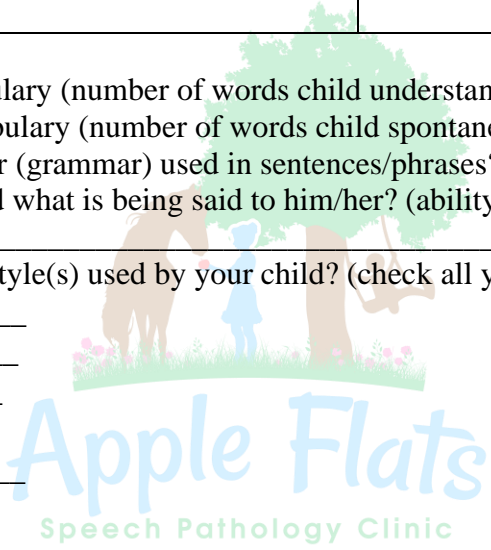 ulary (number of words child understan
bulary (number of words child spontane
r (grammar) used in sentences/phrases?
d what is being said to him/her? (ability
tyle(s) used by your child? (check all y
Apple Flats
Speech Pathology Clinic